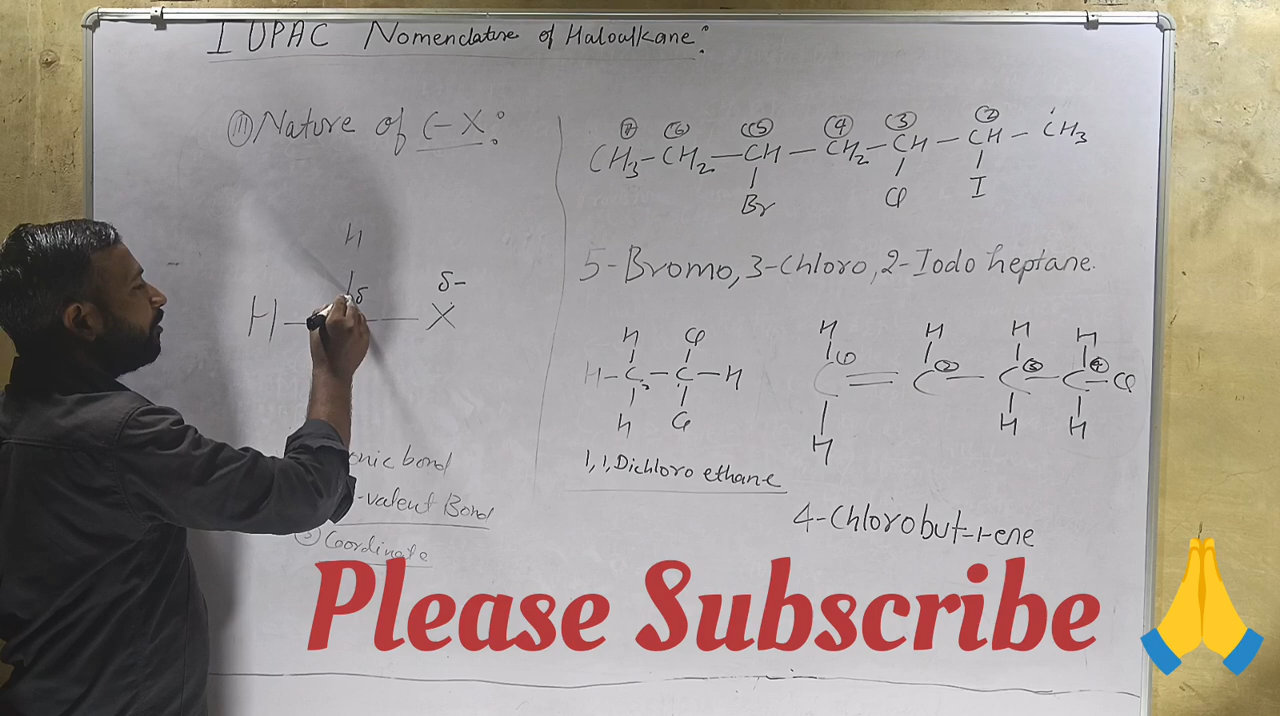 IUPAC Nomenclature of Haloalkane:
(III) Nature of C-X:
H
δ
δ-
H — — X
onic bond
-valent Bond
③ Coordinate
⑦ ⑥ ⑤ ④ ③ ② 1
CH3-CH2-CH-CH2-CH-CH-CH3
Br Cl I
5-Bromo,3-Chloro,2-Iodo heptane.
H Cl
H-C-C-H
H Cl
1,1,Dichloro ethane
H H H H
① ② ③ ④
C=C-C-C-Cl
H H H
4-Chlorobut-1-ene
Please Subscribe